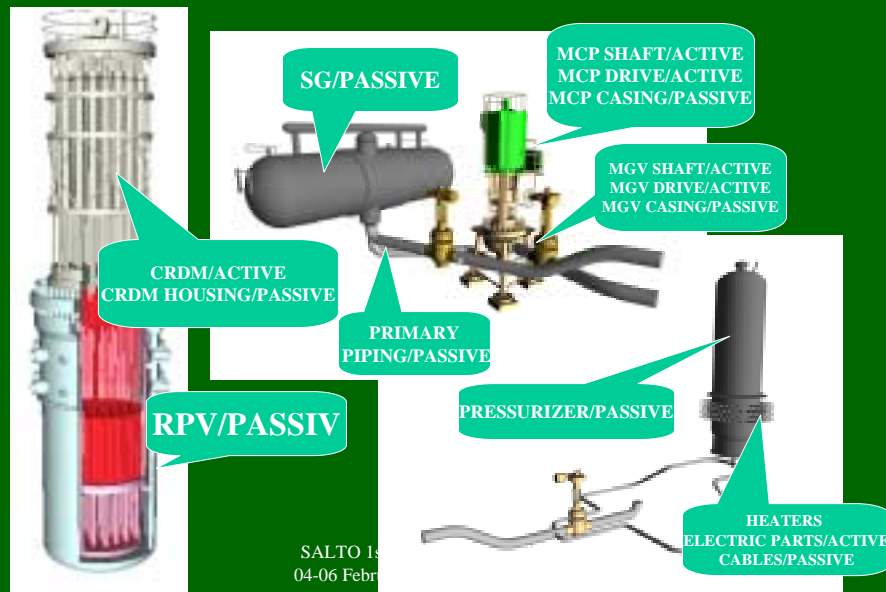 SG/PASSIVE
MCP SHAFT/ACTIVE
MCP DRIVE/ACTIVE
MCP CASING/PASSIVE
MGV SHAFT/ACTIVE
MGV DRIVE/ACTIVE
MGV CASING/PASSIVE
CRDM/ACTIVE
CRDM HOUSING/PASSIVE
PRIMARY
PIPING/PASSIVE
RPV/PASSIV
PRESSURIZER/PASSIVE
HEATERS
ELECTRIC PARTS/ACTIVE
CABLES/PASSIVE
SALTO
04-06